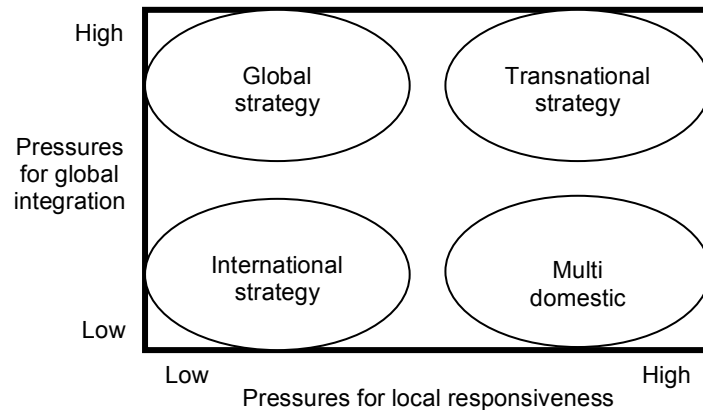 High
Global
strategy
Transnational
strategy
Pressures
for global
integration
International
strategy
Multi
domestic
Low
Low
High
Pressures for local responsiveness